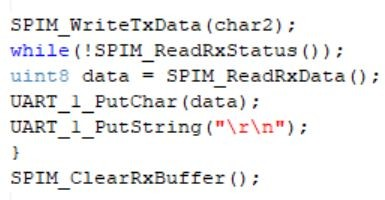 SPIM_WriteTxData(char2);
while(!SPIM_ReadRxStatus());
uint8 data = SPIM_ReadRxData();
UART_1_PutChar(data);
UART_1_PutString("\r\n");
}
SPIM_ClearRxBuffer();